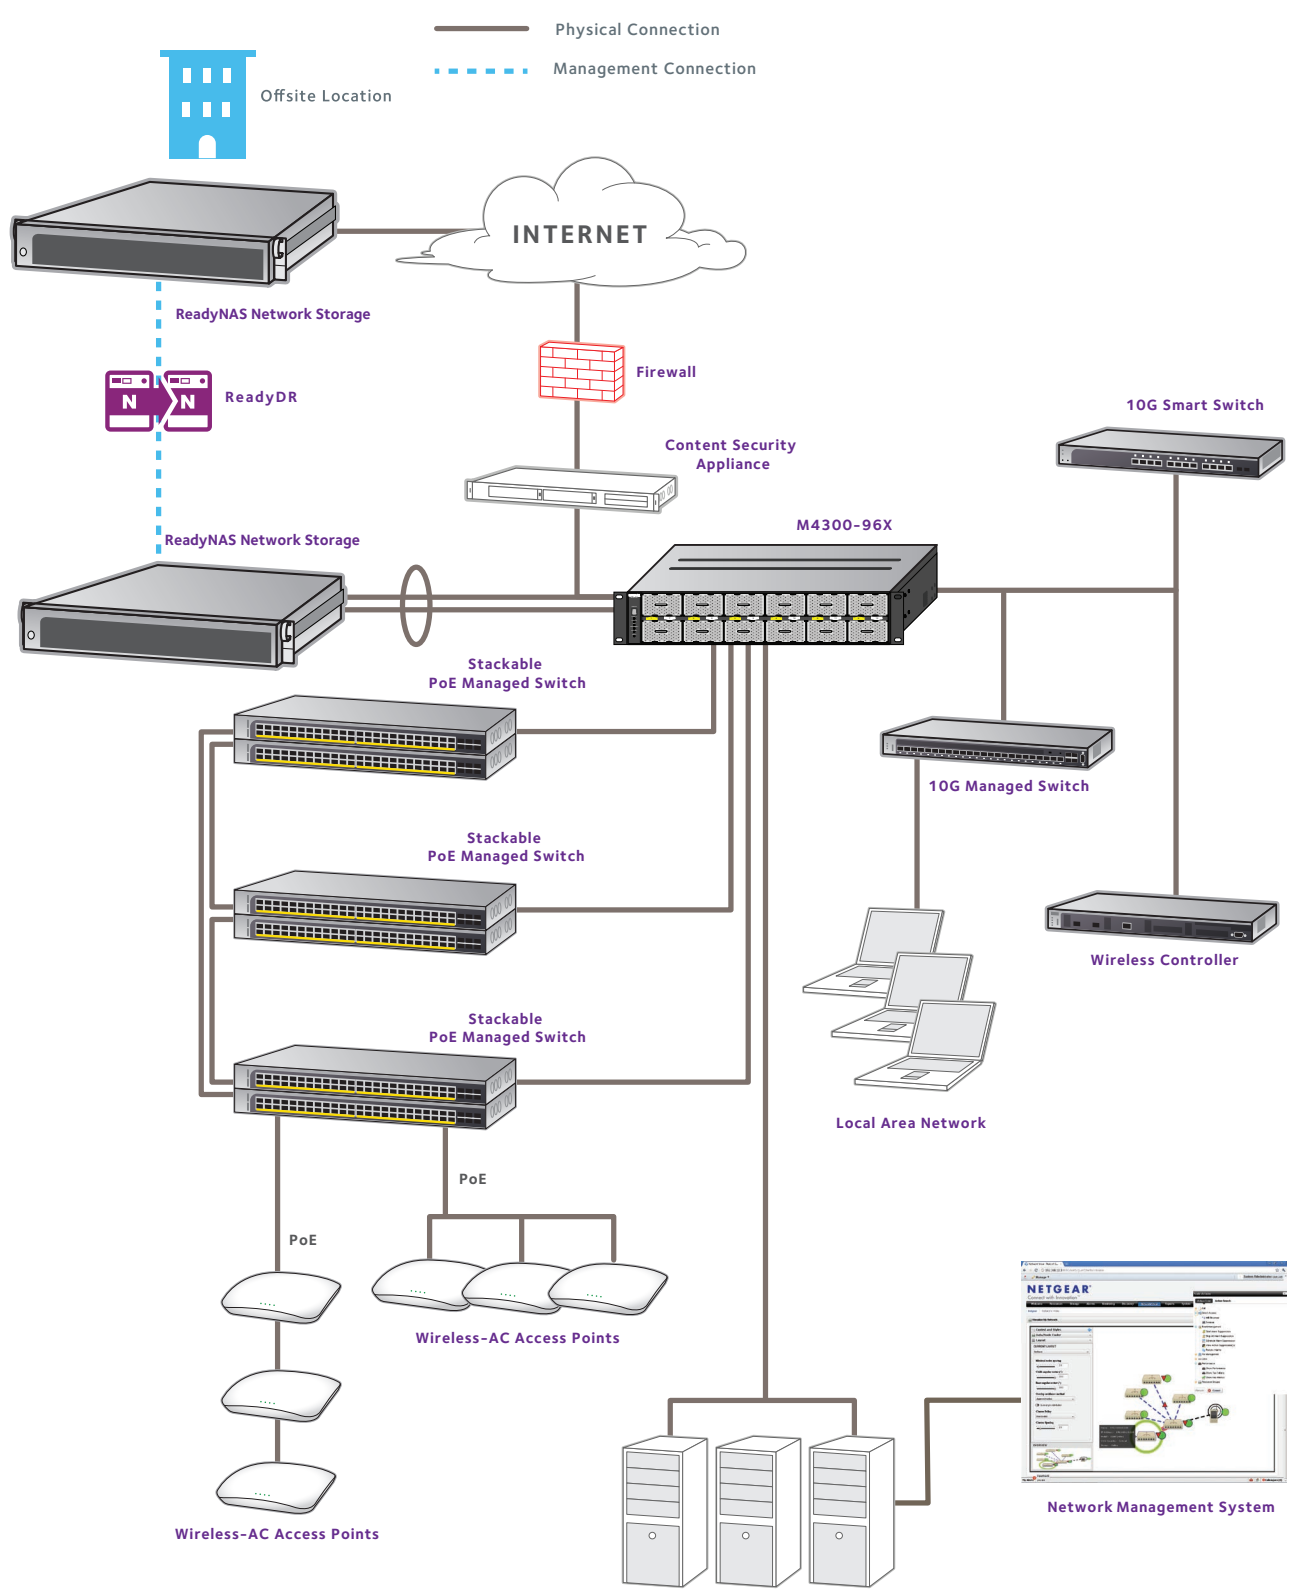 Physical Connection
Management Connection
Offsite Location
INTERNET
ReadyNAS Network Storage
Firewall
N N
ReadyDR
10G Smart Switch
Content Security
Appliance
M4300-96X
ReadyNAS Network Storage
Stackable
PoE Managed Switch
10G Managed Switch
Stackable
PoE Managed Switch
Wireless Controller
Stackable
PoE Managed Switch
Local Area Network
PoE
PoE
NETGEAR
Connect with Innovation
Wireless-AC Access Points
Network Management System
Wireless-AC Access Points